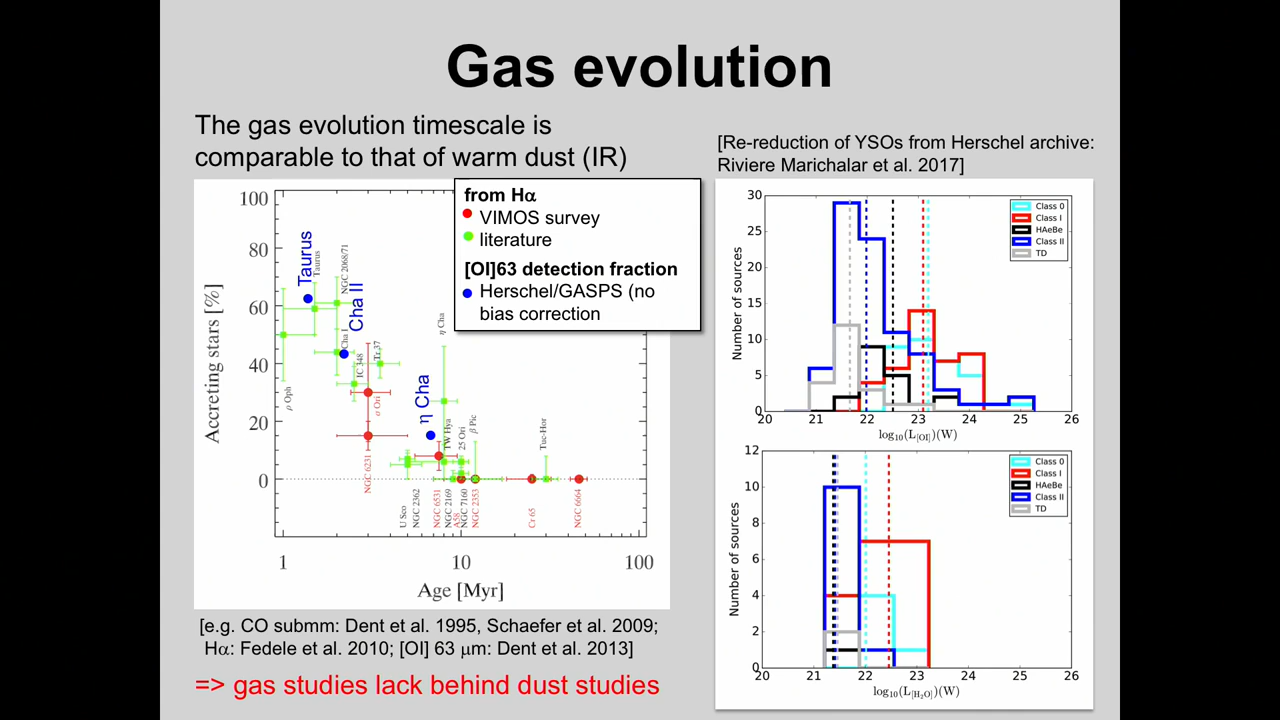 Gas evolution
The gas evolution timescale is
comparable to that of warm dust (IR)
[Re-reduction of YSOs from Herschel archive:
Riviere Marichalar et al. 2017]
from Hα
VIMOS survey
literature
[OI]63 detection fraction
Herschel/GASPS (no
bias correction
Accreting stars [%]
100
80
60
40
20
0
Taurus
Taurus
NGC 2068/71
Cha II
Cha I
IC 348
Tr 37
σ Ori
ρ Oph
η Cha
η Cha
TW Hya
25 Ori
β Pic
Tuc-Hor
NGC 6231
U Sco
NGC 2362
NGC 6531
NGC 2169
A58
NGC 7160
NGC 2353
Cr 65
NGC 6664
1
10
100
Age [Myr]
[e.g. CO submm: Dent et al. 1995, Schaefer et al. 2009;
Hα: Fedele et al. 2010; [OI] 63 µm: Dent et al. 2013]
=> gas studies lack behind dust studies
Number of sources
30
25
20
15
10
5
0
Class 0
Class I
HAeBe
Class II
TD
20 21 22 23 24 25 26
log10(L[OI])(W)
Number of sources
12
10
8
6
4
2
0
Class 0
Class I
HAeBe
Class II
TD
20 21 22 23 24 25 26
log10(L[H2O])(W)